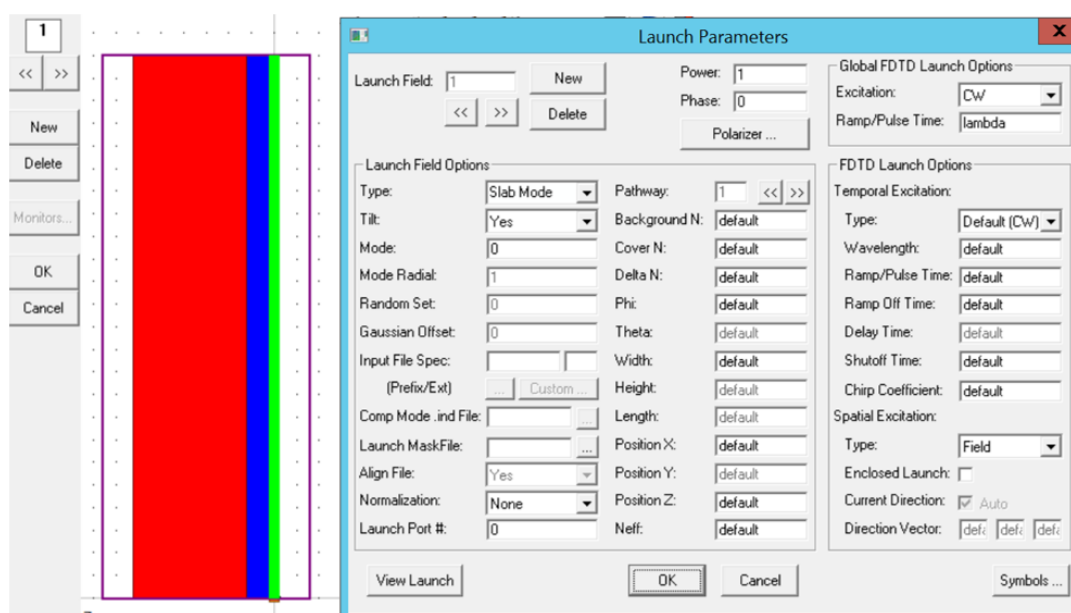 1
<< >>
New
Delete
Monitors...
OK
Cancel
Launch Parameters
X
Launch Field: 1 New
<< >> Delete
Power: 1
Phase: 0
Polarizer ...
Global FDTD Launch Options
Excitation: CW
Ramp/Pulse Time: lambda
Launch Field Options
Type: Slab Mode
Tilt: Yes
Mode: 0
Mode Radial: 1
Random Set: 0
Gaussian Offset: 0
Input File Spec:
(Prefix/Ext) ... Custom ...
Comp Mode .ind File: ...
Launch MaskFile: ...
Align File: Yes
Normalization: None
Launch Port #: 0
Pathway: 1 << >>
Background N: default
Cover N: default
Delta N: default
Phi: default
Theta: default
Width: default
Height: default
Length: default
Position X: default
Position Y: default
Position Z: default
Neff: default
FDTD Launch Options
Temporal Excitation:
Type: Default (CW)
Wavelength: default
Ramp/Pulse Time: default
Ramp Off Time: default
Delay Time: default
Shutoff Time: default
Chirp Coefficient: default
Spatial Excitation:
Type: Field
Enclosed Launch:
Current Direction: Auto
Direction Vector: defa defa defa
View Launch OK Cancel Symbols ...